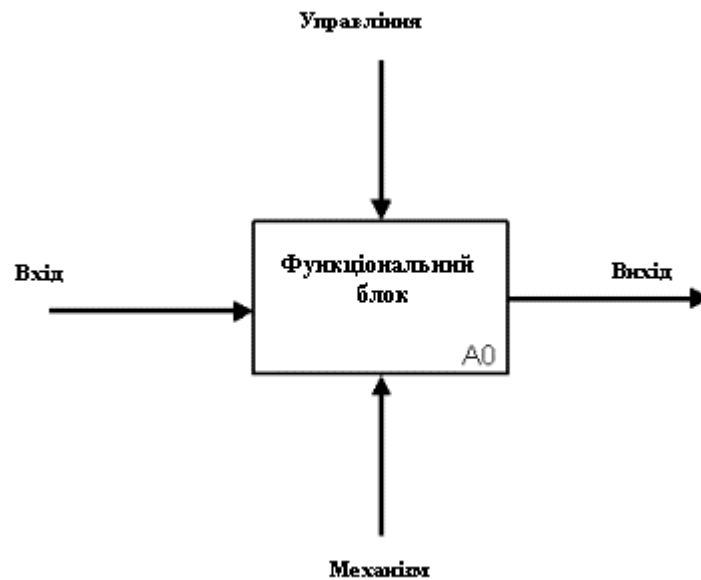 Управління
Вхід
Функціональний
блок
Вихід
A0
Механізм